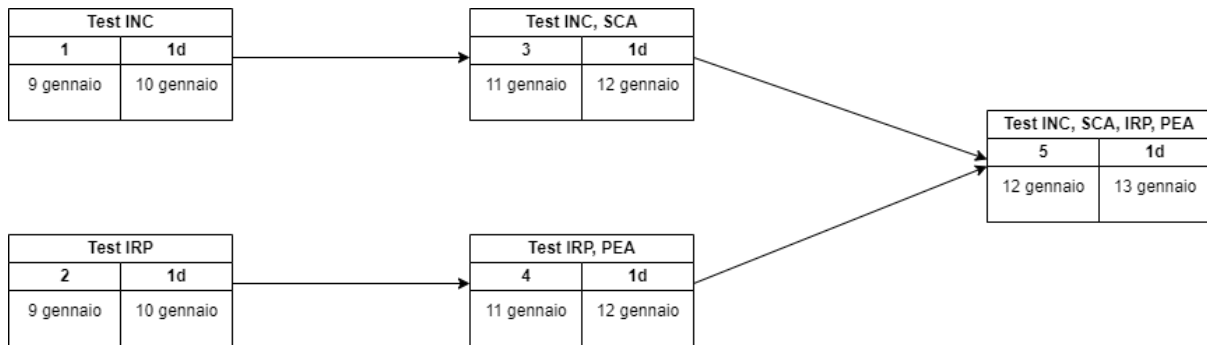 Test INC
1 1d
9 gennaio 10 gennaio
Test INC, SCA
3 1d
11 gennaio 12 gennaio
Test INC, SCA, IRP, PEA
5 1d
12 gennaio 13 gennaio
Test IRP
2 1d
9 gennaio 10 gennaio
Test IRP, PEA
4 1d
11 gennaio 12 gennaio